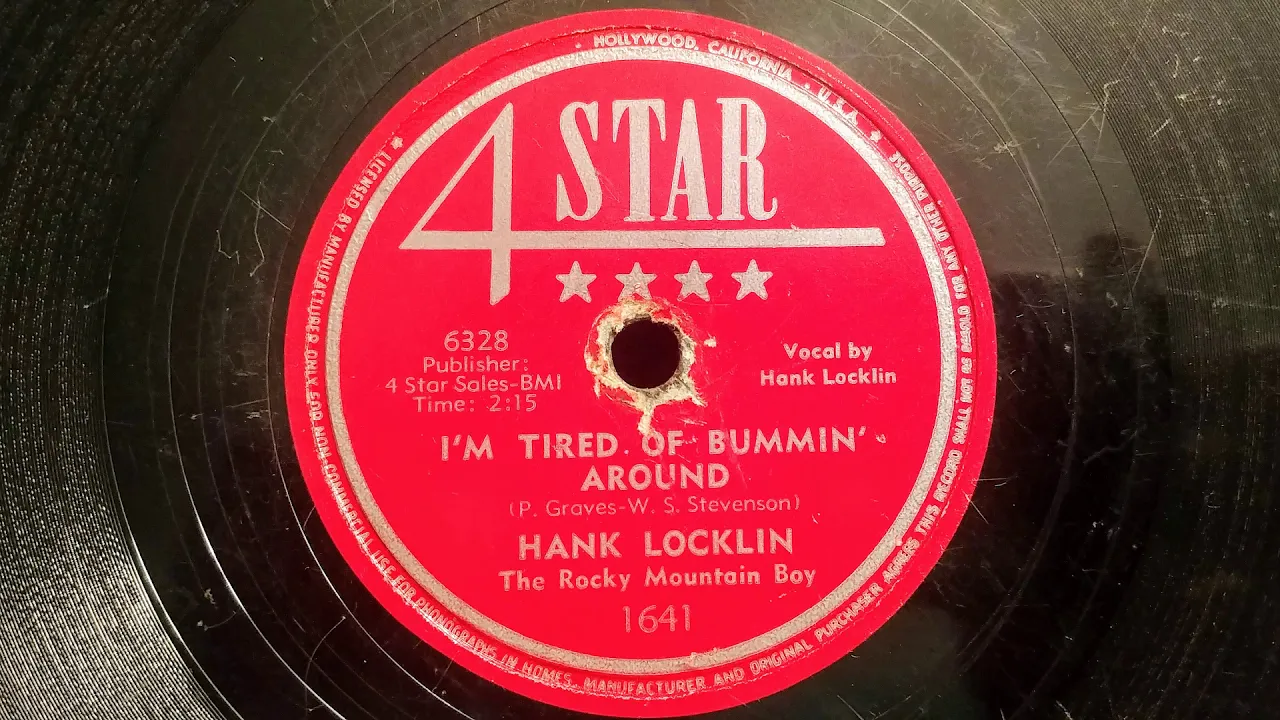 HOLLYWOOD, CALIFORNIA • U.S.A.
4 STAR
6328
Publisher:
4 Star Sales-BMI
Time: 2:15
Vocal by
Hank Locklin
I'M TIRED OF BUMMIN'
AROUND
(P. Graves-W. S. Stevenson)
HANK LOCKLIN
The Rocky Mountain Boy
1641
LICENSED BY MANUFACTURER ONLY FOR NON COMMERCIAL USE FOR PHONOGRAPHS IN HOMES. MANUFACTURER AND ORIGINAL PURCHASER AGREES THIS RECORD SHALL NOT BE RESOLD FOR ANY OTHER PURPOSE